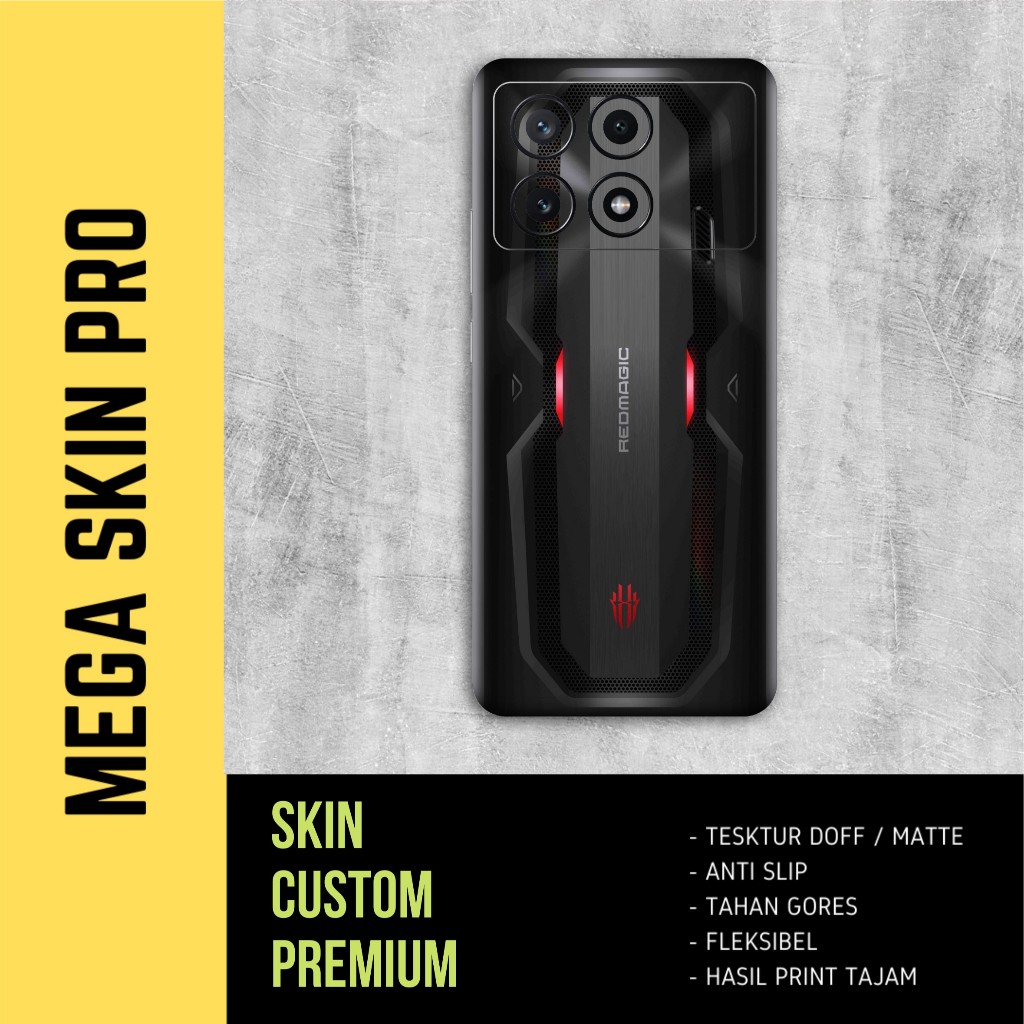 MEGA SKIN PRO
REDMAGIC
SKIN
CUSTOM
PREMIUM
- TESKTUR DOFF / MATTE
- ANTI SLIP
- TAHAN GORES
- FLEKSIBEL
- HASIL PRINT TAJAM